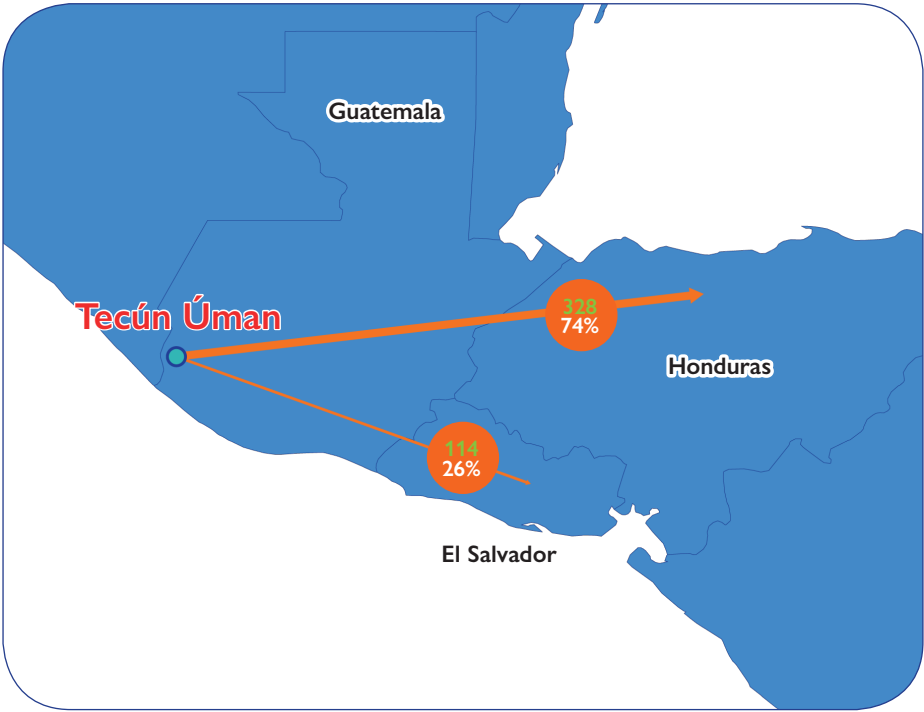 Guatemala
Tecún Úman
328
74%
Honduras
114
26%
El Salvador